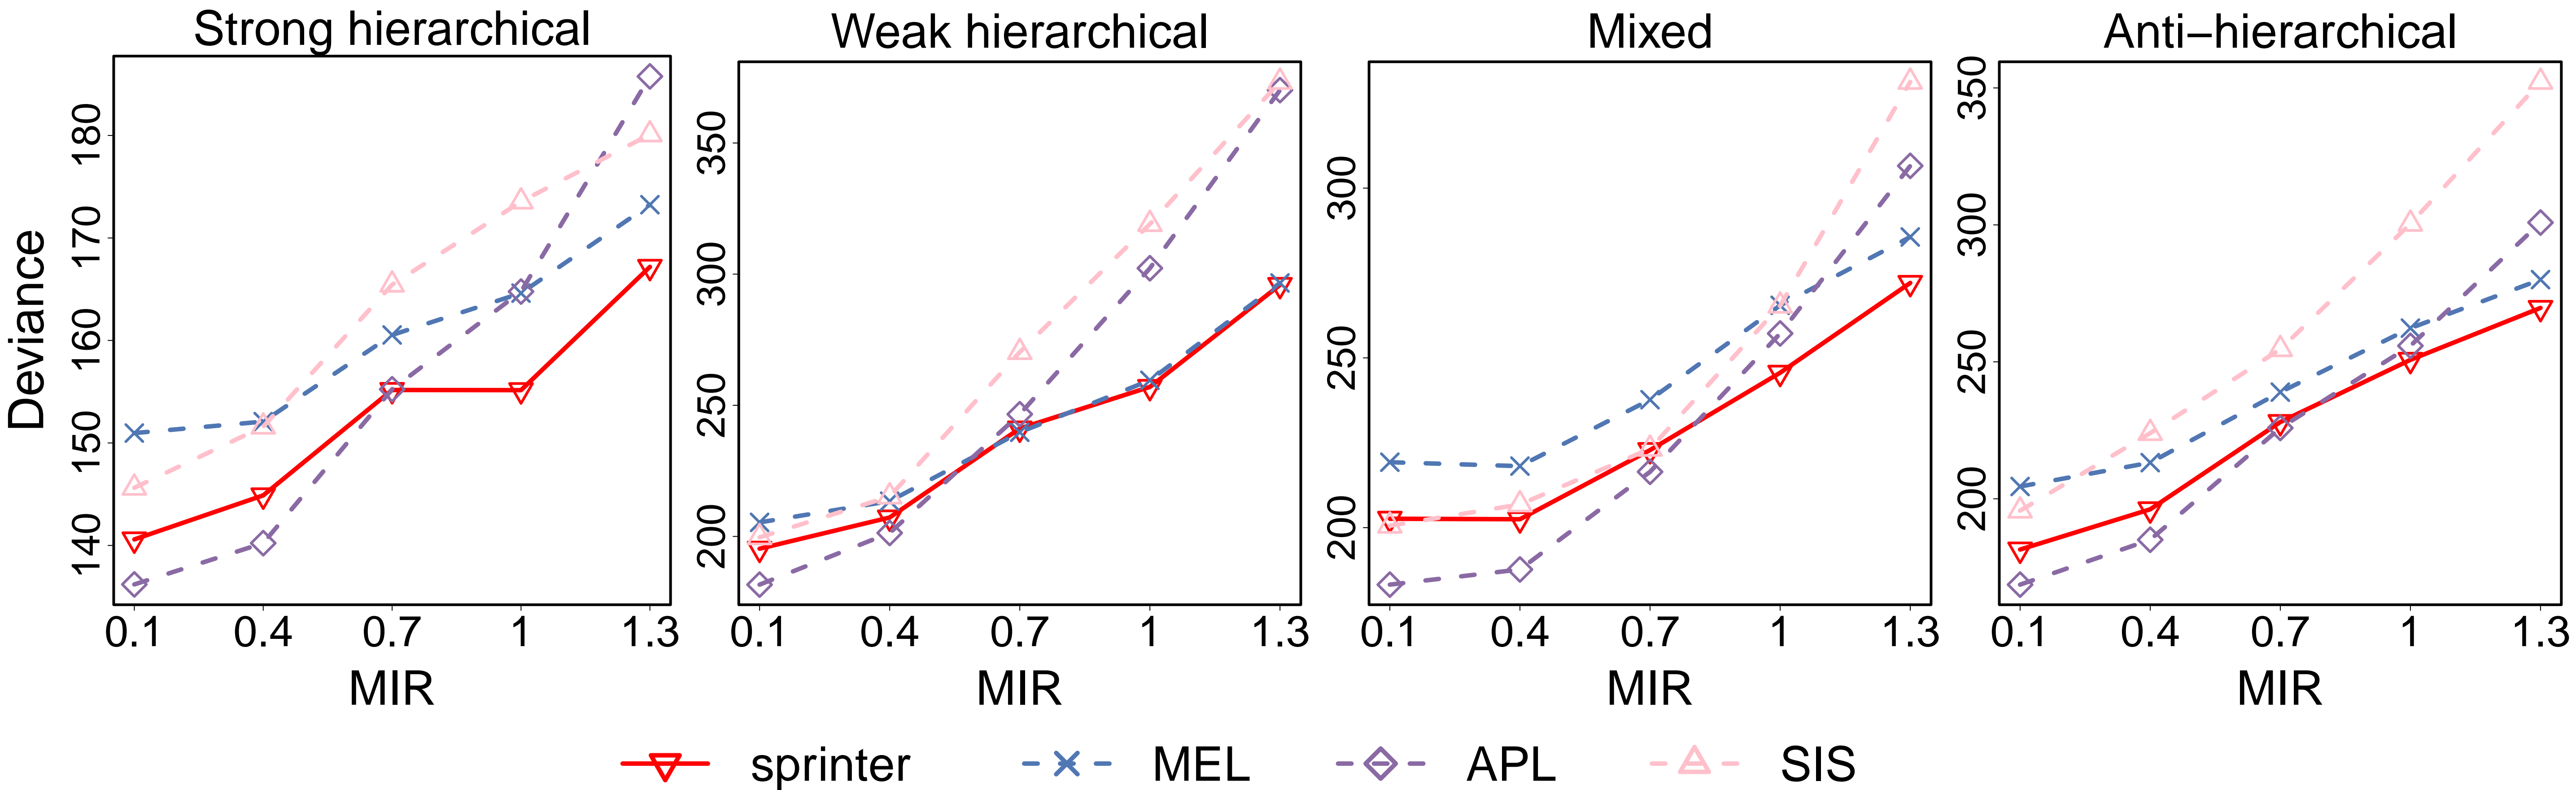 Strong hierarchical
Weak hierarchical
Mixed
Anti−hierarchical
Deviance
180
170
160
150
140
0.1 0.4 0.7 1 1.3
MIR
350
300
250
200
0.1 0.4 0.7 1 1.3
MIR
300
250
200
0.1 0.4 0.7 1 1.3
MIR
350
300
250
200
0.1 0.4 0.7 1 1.3
MIR
sprinter MEL APL SIS